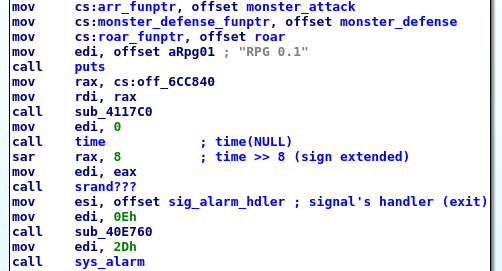 mov cs:arr_funptr, offset monster_attack
mov cs:monster_defense_funptr, offset monster_defense
mov cs:roar_funptr, offset roar
mov edi, offset aRpg01 ; "RPG 0.1"
call puts
mov rax, cs:off_6CC840
mov rdi, rax
call sub_4117C0
mov edi, 0
call time ; time(NULL)
sar rax, 8 ; time >> 8 (sign extended)
mov edi, eax
call srand???
mov esi, offset sig_alarm_hdler ; signal's handler (exit)
mov edi, 0Eh
call sub_40E760
mov edi, 2Dh
call sys_alarm